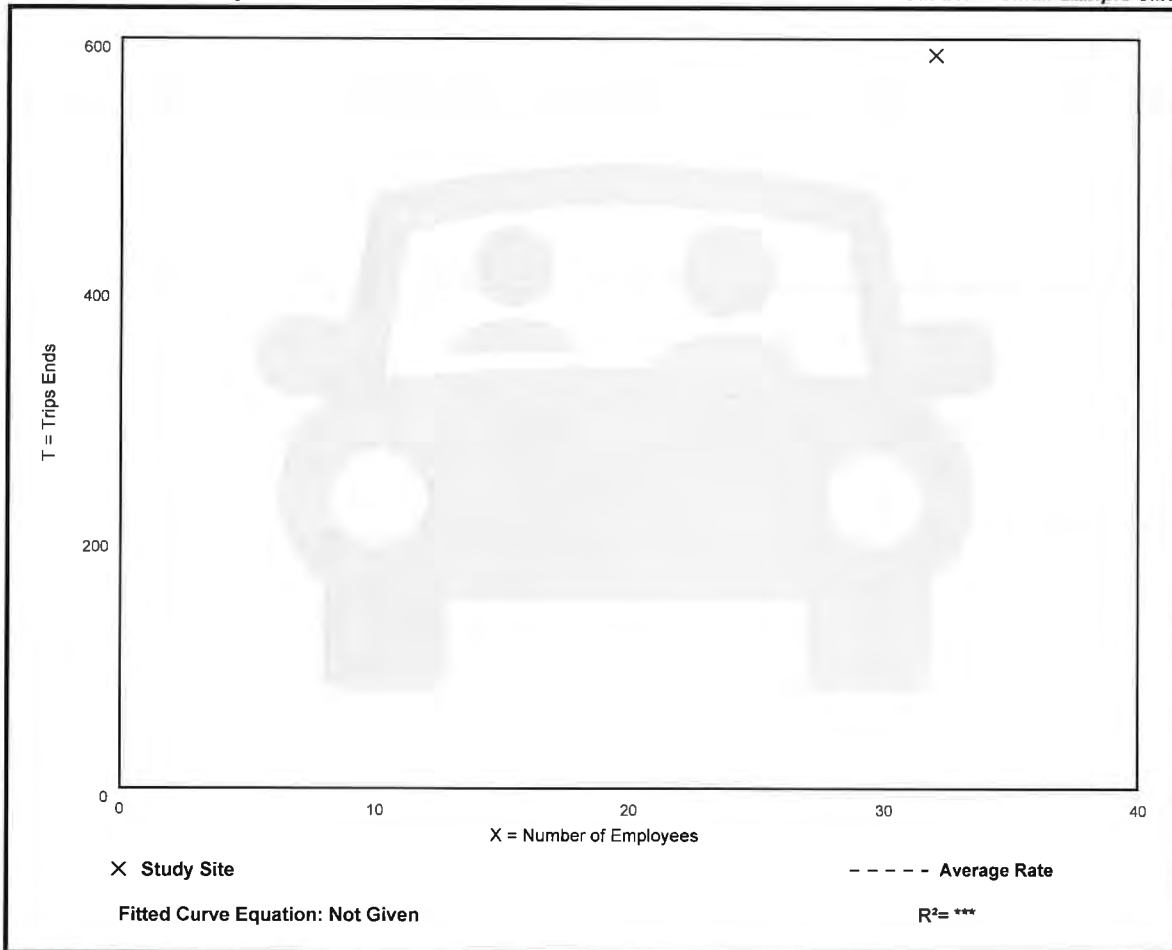 600
400
200
0
T = Trips Ends
0 10 20 30 40
X = Number of Employees
× Study Site
----- Average Rate
Fitted Curve Equation: Not Given
R²= ***